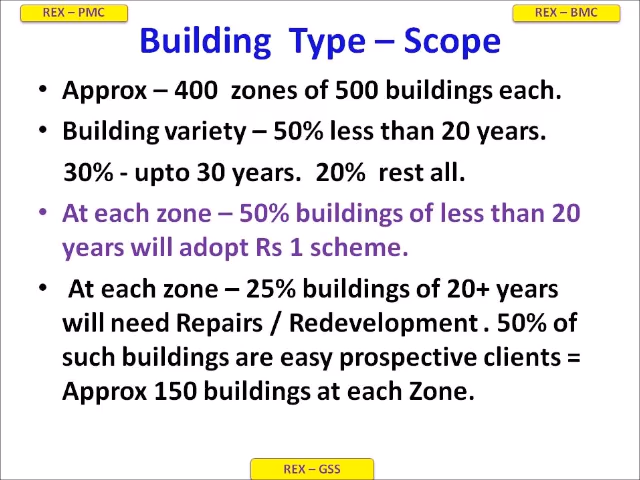 REX – PMC
REX – BMC
Building Type – Scope
• Approx – 400 zones of 500 buildings each.
• Building variety – 50% less than 20 years.
30% - upto 30 years. 20% rest all.
• At each zone – 50% buildings of less than 20
years will adopt Rs 1 scheme.
• At each zone – 25% buildings of 20+ years
will need Repairs / Redevelopment . 50% of
such buildings are easy prospective clients =
Approx 150 buildings at each Zone.
REX – GSS